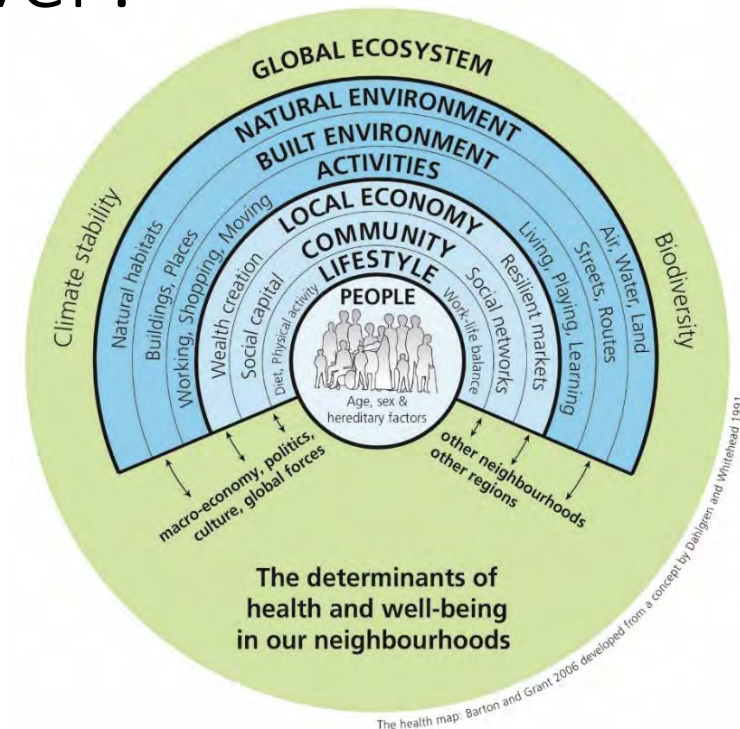 GLOBAL ECOSYSTEM
NATURAL ENVIRONMENT
BUILT ENVIRONMENT
ACTIVITIES
LOCAL ECONOMY
COMMUNITY
LIFESTYLE
PEOPLE
Age, sex &
hereditary factors
Climate stability
Natural habitats
Buildings, Places
Working, Shopping, Moving
Wealth creation
Social capital
Diet, Physical activity
Work-life balance
Social networks
Resilient markets
Living, Playing, Learning
Streets, Routes
Air, Water, Land
Biodiversity
macro-economy, politics,
culture, global forces
other neighbourhoods
other regions
The determinants of
health and well-being
in our neighbourhoods
The health map: Barton and Grant 2006 developed from a concept by Dahlgren and Whitehead 1991